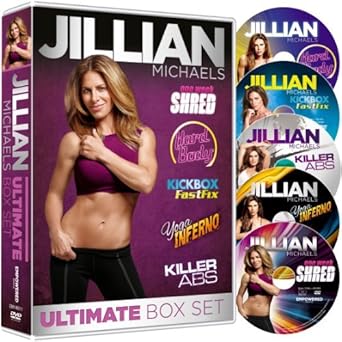 JILLIAN
MICHAELS
one week
SHRED
Hard
Body
KICKBOX
FastFix
Yoga
INFERNO
KILLER
ABS
ULTIMATE BOX SET
JILLIAN
MICHAELS
ULTIMATE
BOX SET
EMPOWERED
DVD
JILLIAN
Hard
Body
JILLIAN
MICHAELS
KICKBOX
FastFix
JILLIAN
MICHAELS
KILLER
ABS
JILLIAN
MICHAELS
Yoga
INFERNO
JILLIAN
MICHAELS
one week
SHRED
EMPOWERED